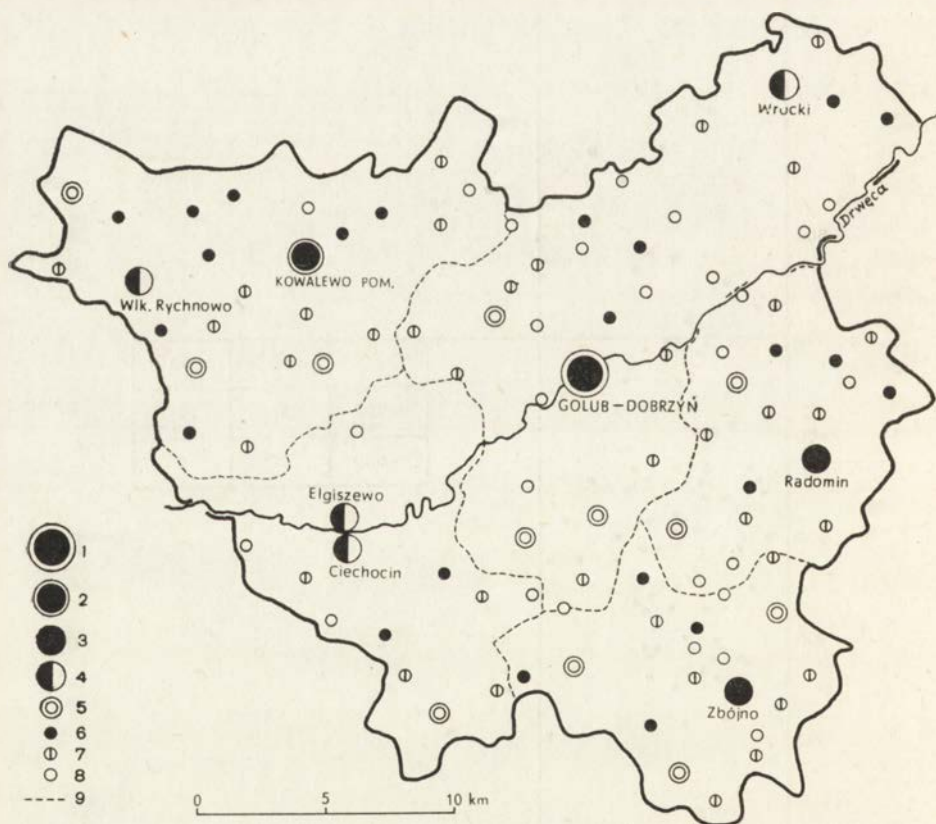 Wrocki
Drwęca
KOWALEWO POM.
Wlk. Rychnowo
GOLUB-DOBRZYŃ
Radomin
Elgiszewo
Ciechocin
Zbójno
1
2
3
4
5
6
7
8
9
0 5 10 km